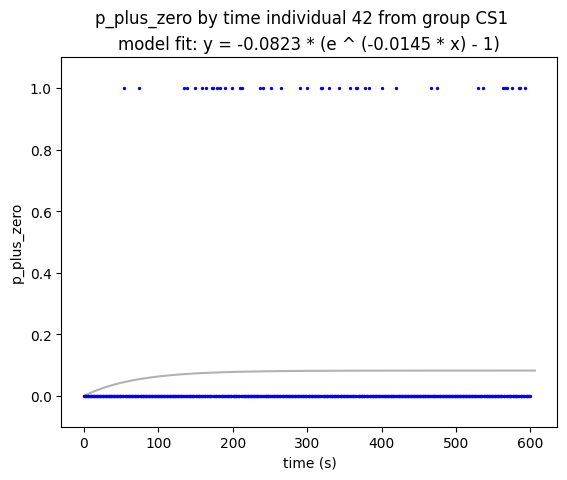 p_plus_zero by time individual 42 from group CS1
model fit: y = -0.0823 * (e ^ (-0.0145 * x) - 1)
1.0
0.8
0.6
0.4
0.2
0.0
p_plus_zero
0 100 200 300 400 500 600
time (s)